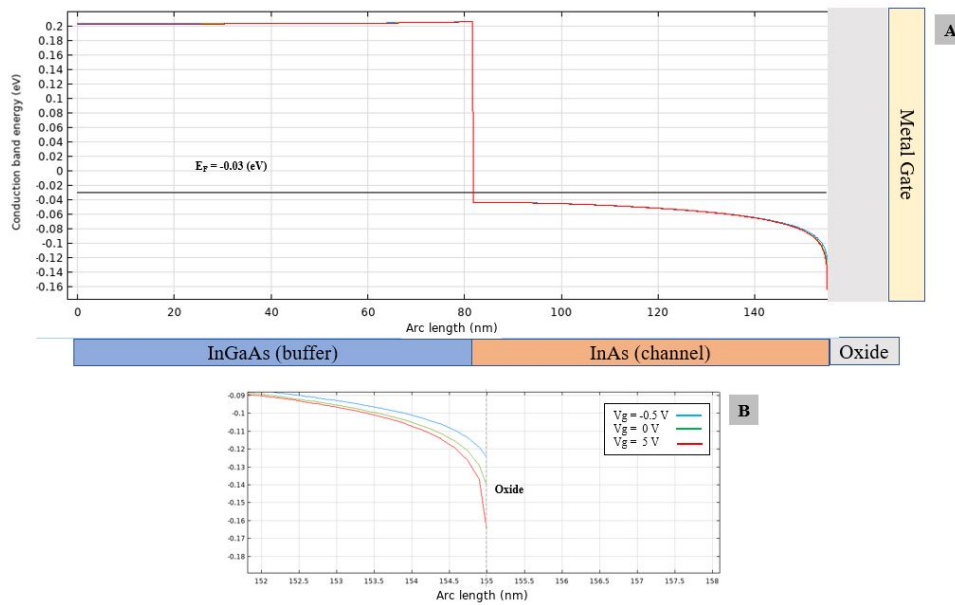 A
0.2
0.18
0.16
0.14
0.12
0.1
0.08
0.06
0.04
0.02
0
-0.02
-0.04
-0.06
-0.08
-0.1
-0.12
-0.14
-0.16
Conduction band energy (eV)
E_F = -0.03 (eV)
Metal Gate
0 20 40 60 80 100 120 140
Arc length (nm)
InGaAs (buffer) InAs (channel) Oxide
B
-0.09
-0.1
-0.11
-0.12
-0.13
-0.14
-0.15
-0.16
-0.17
-0.18
Vg = -0.5 V
Vg = 0 V
Vg = 5 V
Oxide
152 152.5 153 153.5 154 154.5 155 155.5 156 156.5 157 157.5 158
Arc length (nm)